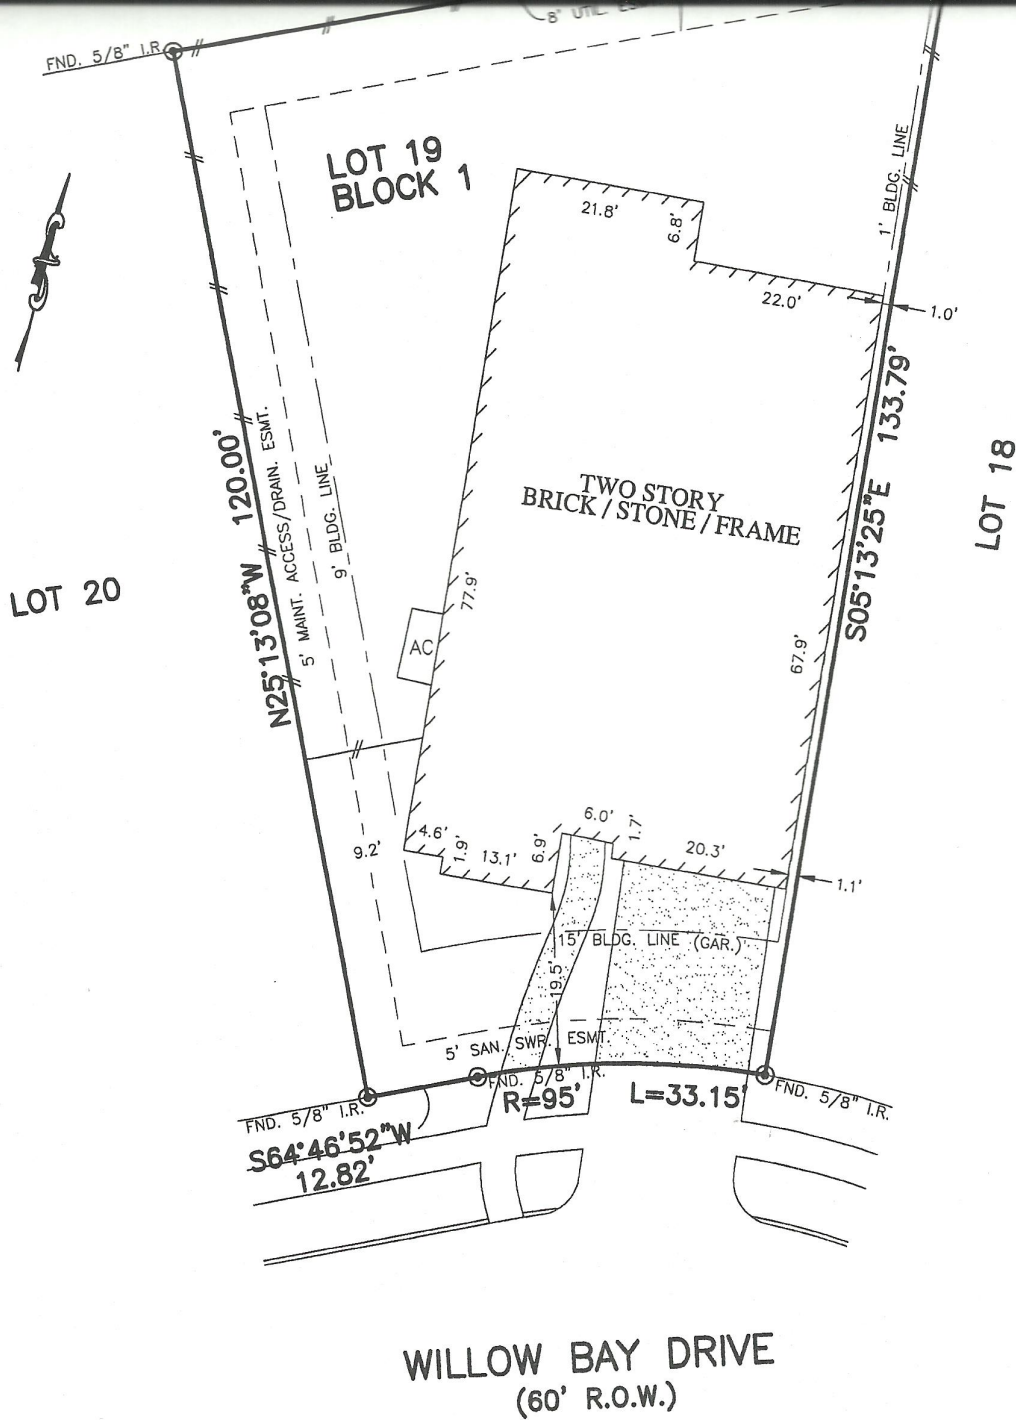 8" UTIL.
FND. 5/8" I.R.
LOT 19
BLOCK 1
1' BLDG. LINE
21.8'
6.8'
22.0'
1.0'
133.79'
S05°13'25"E
LOT 18
120.00'
N25°13'08"W
5' MAINT. ACCESS/DRAIN. ESMT.
9' BLDG. LINE
TWO STORY
BRICK / STONE / FRAME
LOT 20
77.9'
AC
67.9'
9.2'
4.6'
1.9'
13.1'
6.9'
6.0'
1.7'
20.3'
1.1'
15' BLDG. LINE (GAR.)
19.5'
5' SAN. SWR. ESMT.
FND. 5/8" I.R.
FND. 5/8" I.R.
FND. 5/8" I.R.
R=95'
L=33.15'
S64°46'52"W
12.82'
WILLOW BAY DRIVE
(60' R.O.W.)